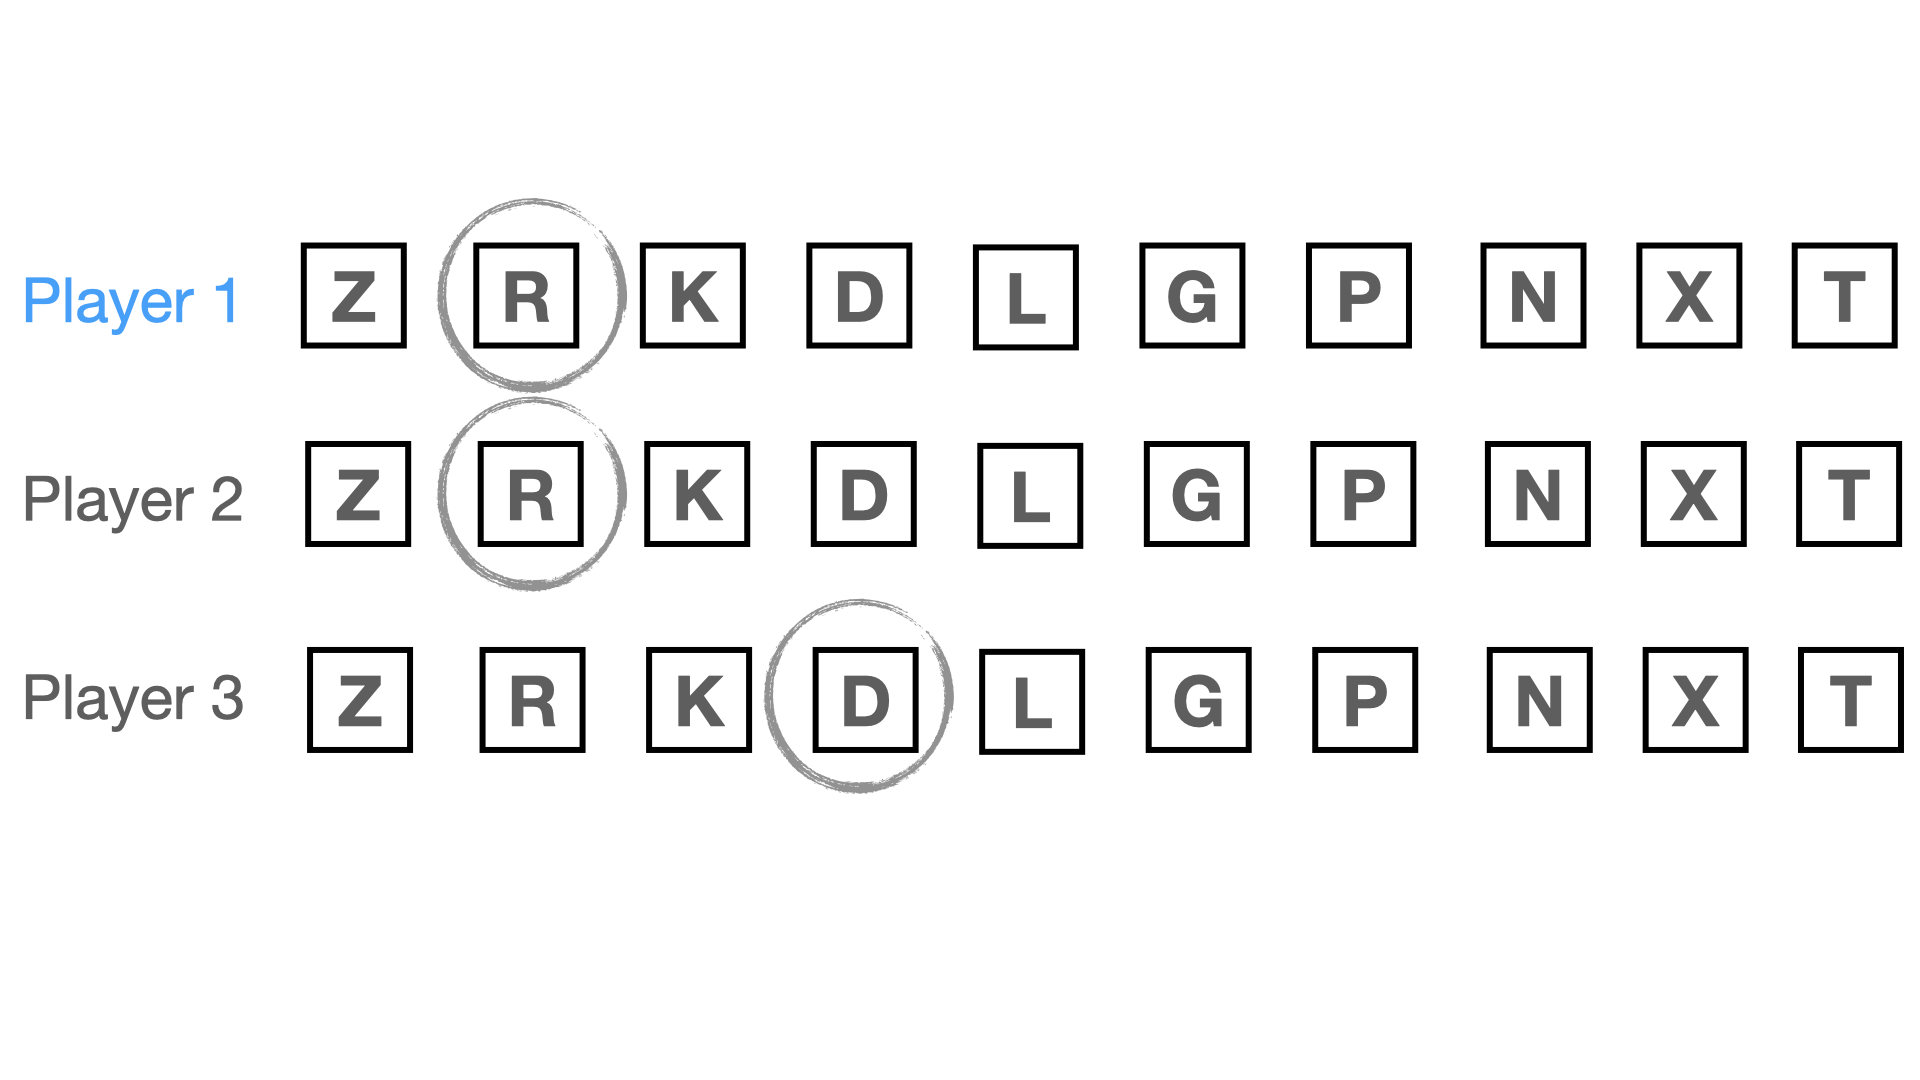 Player 1 Z R K D L G P N X T
Player 2 Z R K D L G P N X T
Player 3 Z R K D L G P N X T